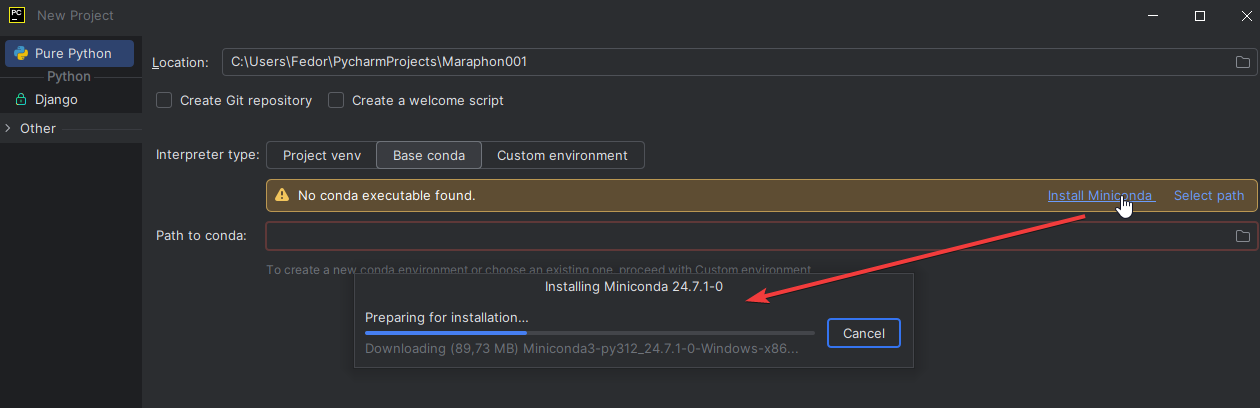 PC
New Project
Pure Python
Python
Django
Other
Location:
C:\Users\Fedor\PycharmProjects\Maraphon001
Create Git repository
Create a welcome script
Interpreter type:
Project venv
Base conda
Custom environment
No conda executable found.
Install Miniconda
Select path
Path to conda:
To create a new conda environment or choose an existing one, proceed with Custom environment
Installing Miniconda 24.7.1-0
Preparing for installation...
Cancel
Downloading (89,73 MB) Miniconda3-py312_24.7.1-0-Windows-x86...